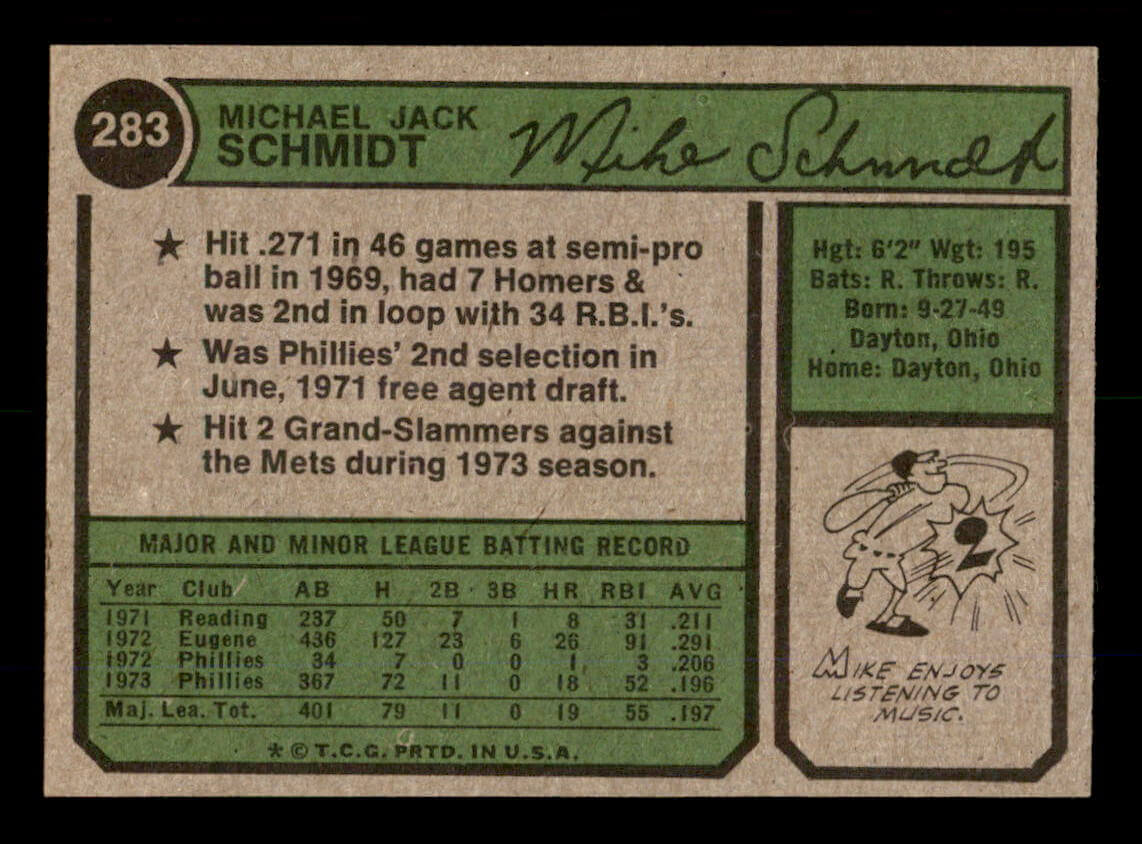 283
MICHAEL JACK
SCHMIDT
Mike Schmidt
★ Hit .271 in 46 games at semi-pro
ball in 1969, had 7 Homers &
was 2nd in loop with 34 R.B.I.'s.
★ Was Phillies' 2nd selection in
June, 1971 free agent draft.
★ Hit 2 Grand-Slammers against
the Mets during 1973 season.
MAJOR AND MINOR LEAGUE BATTING RECORD
Year Club AB H 2B 3B HR RBI AVG
1971 Reading 237 50 7 1 8 31 .211
1972 Eugene 436 127 23 6 26 91 .291
1972 Phillies 34 7 0 0 1 3 .206
1973 Phillies 367 72 11 0 18 52 .196
Maj. Lea. Tot. 401 79 11 0 19 55 .197
* © T.C.G. PRTD. IN U.S.A.
Hgt: 6'2" Wgt: 195
Bats: R. Throws: R.
Born: 9-27-49
Dayton, Ohio
Home: Dayton, Ohio
2
MIKE ENJOYS
LISTENING TO
MUSIC.